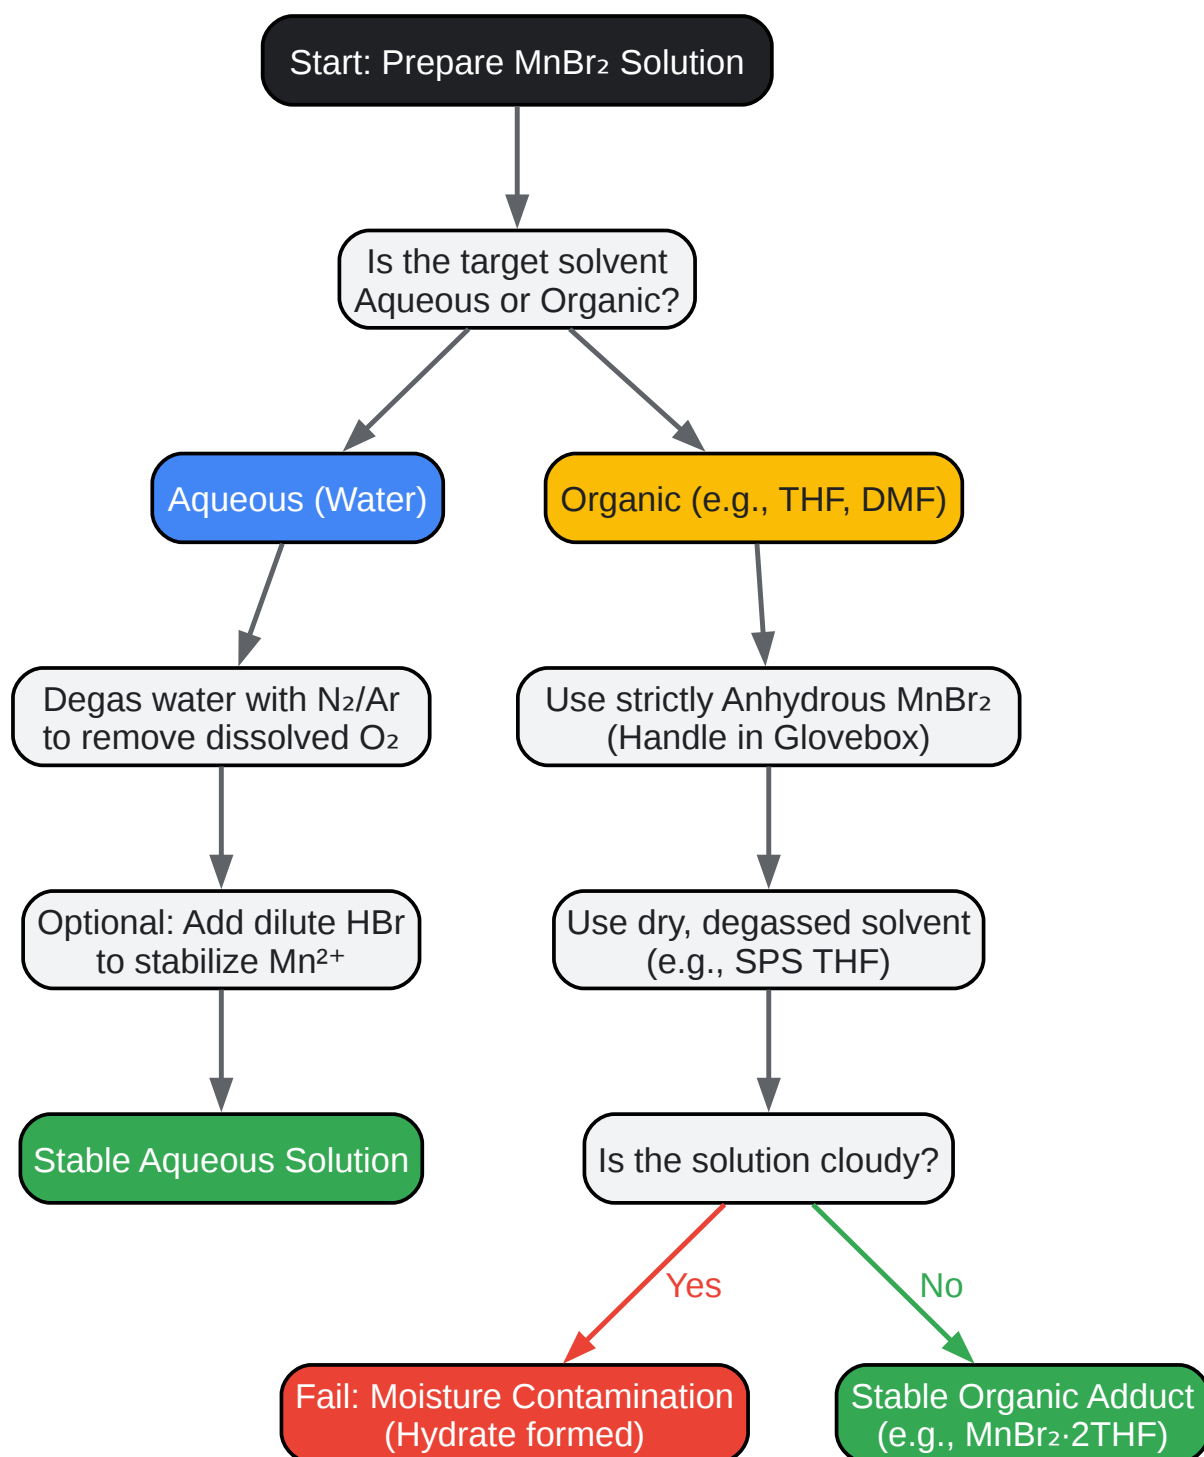 Start: Prepare MnBr₂ Solution
Is the target solvent
Aqueous or Organic?
Aqueous (Water)
Organic (e.g., THF, DMF)
Degas water with N₂/Ar
to remove dissolved O₂
Use strictly Anhydrous MnBr₂
(Handle in Glovebox)
Optional: Add dilute HBr
to stabilize Mn²⁺
Use dry, degassed solvent
(e.g., SPS THF)
Stable Aqueous Solution
Is the solution cloudy?
Yes
No
Fail: Moisture Contamination
(Hydrate formed)
Stable Organic Adduct
(e.g., MnBr₂·2THF)